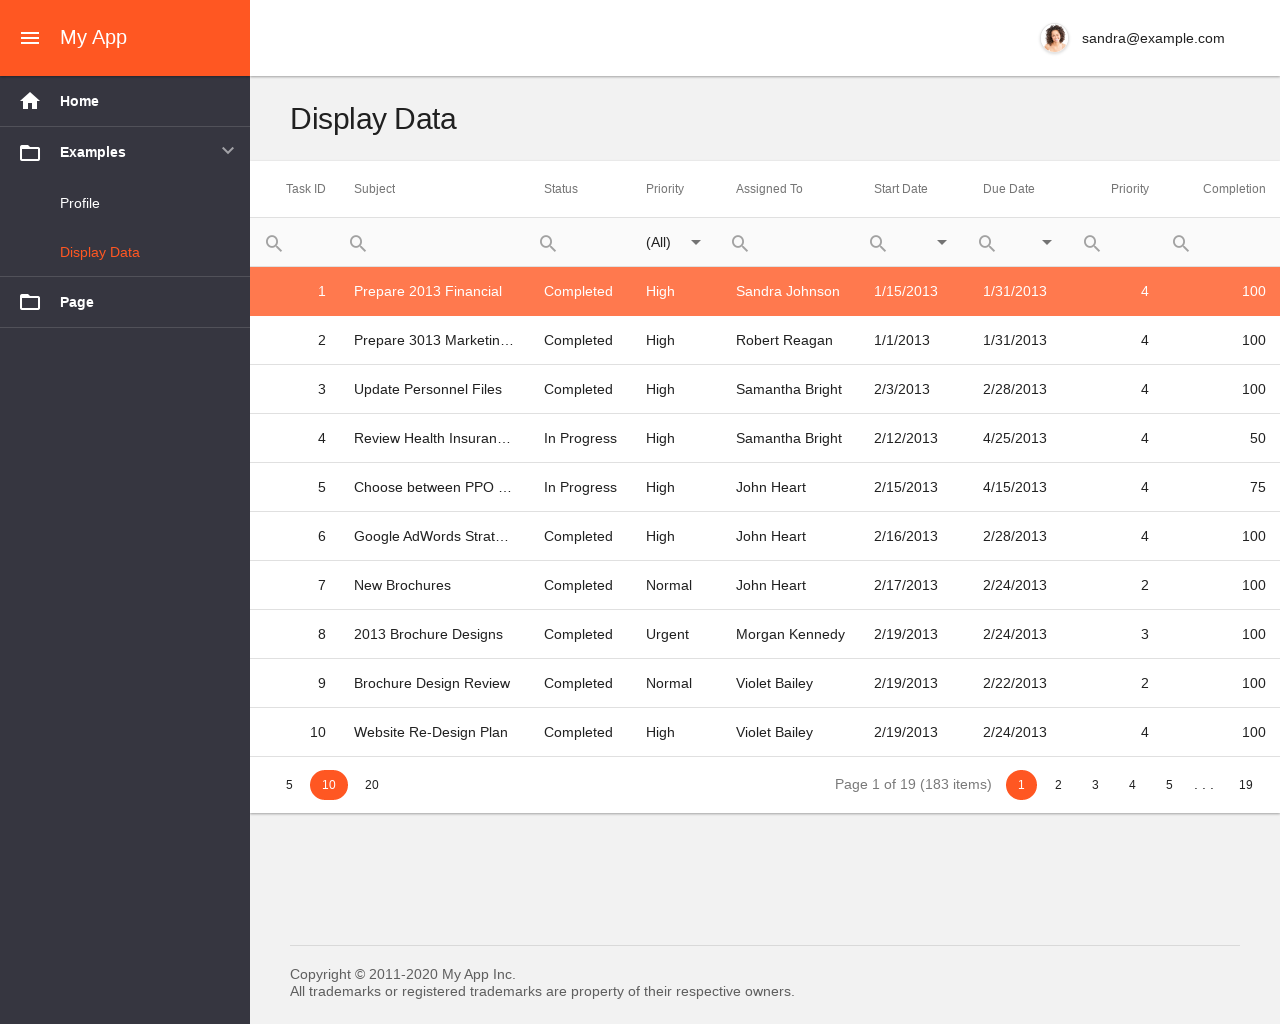 My App
sandra@example.com
Home
Examples
Profile
Display Data
Page
Display Data
Task ID Subject Status Priority Assigned To Start Date Due Date Priority Completion
(All)
1 Prepare 2013 Financial Completed High Sandra Johnson 1/15/2013 1/31/2013 4 100
2 Prepare 3013 Marketin… Completed High Robert Reagan 1/1/2013 1/31/2013 4 100
3 Update Personnel Files Completed High Samantha Bright 2/3/2013 2/28/2013 4 100
4 Review Health Insuran… In Progress High Samantha Bright 2/12/2013 4/25/2013 4 50
5 Choose between PPO … In Progress High John Heart 2/15/2013 4/15/2013 4 75
6 Google AdWords Strat… Completed High John Heart 2/16/2013 2/28/2013 4 100
7 New Brochures Completed Normal John Heart 2/17/2013 2/24/2013 2 100
8 2013 Brochure Designs Completed Urgent Morgan Kennedy 2/19/2013 2/24/2013 3 100
9 Brochure Design Review Completed Normal Violet Bailey 2/19/2013 2/22/2013 2 100
10 Website Re-Design Plan Completed High Violet Bailey 2/19/2013 2/24/2013 4 100
5 10 20 Page 1 of 19 (183 items) 1 2 3 4 5 . . . 19
Copyright © 2011-2020 My App Inc.
All trademarks or registered trademarks are property of their respective owners.